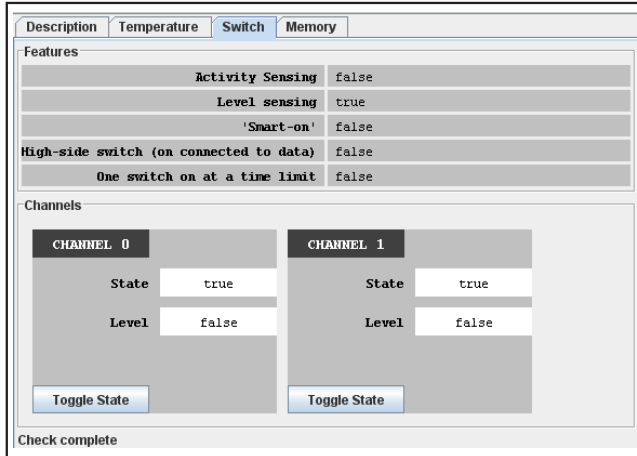 Description Temperature Switch Memory
Features
Activity Sensing false
Level sensing true
'Smart-on' false
High-side switch (on connected to data) false
One switch on at a time limit false
Channels
CHANNEL 0 CHANNEL 1
State true State true
Level false Level false
Toggle State Toggle State
Check complete